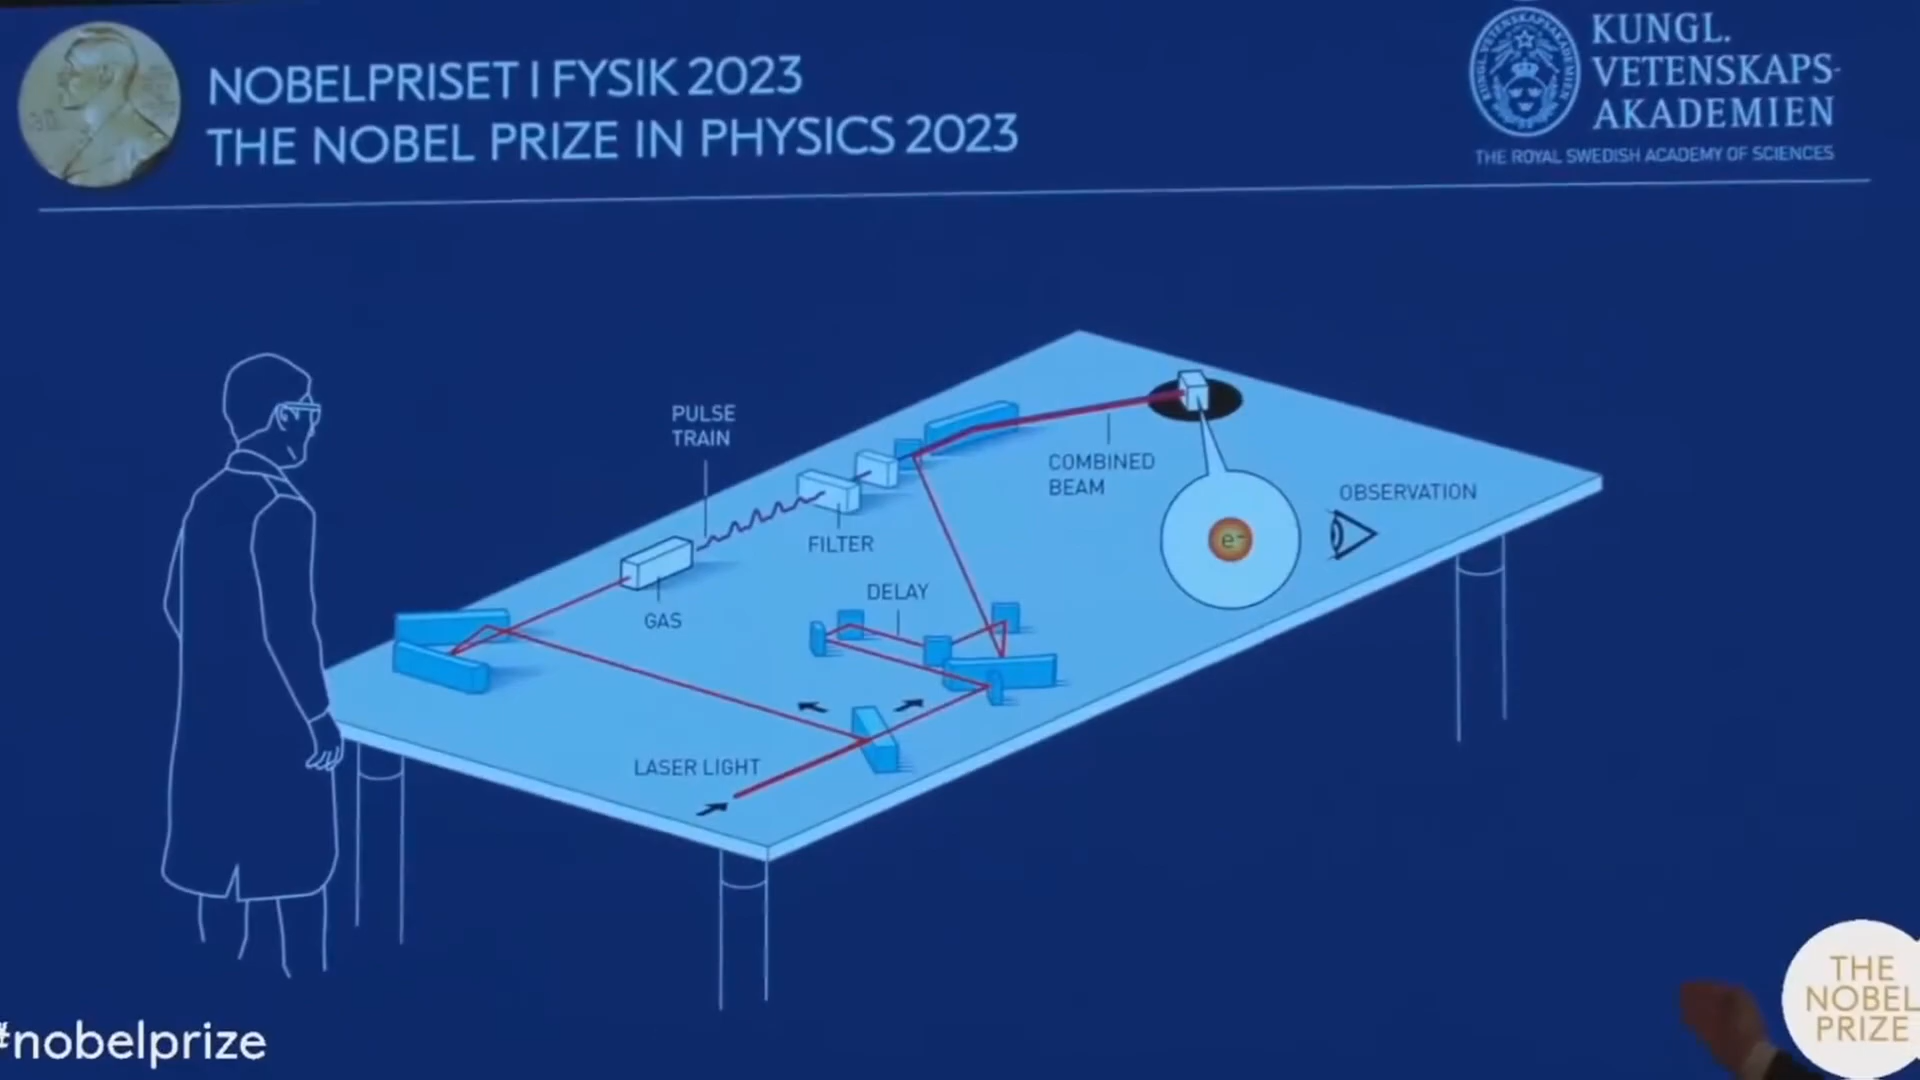 NOBELPRISET I FYSIK 2023
THE NOBEL PRIZE IN PHYSICS 2023
KUNGL.
VETENSKAPS-
AKADEMIEN
THE ROYAL SWEDISH ACADEMY OF SCIENCES
PULSE
TRAIN
COMBINED
BEAM
OBSERVATION
e⁻
FILTER
DELAY
GAS
LASER LIGHT
#nobelprize
THE
NOBEL
PRIZE